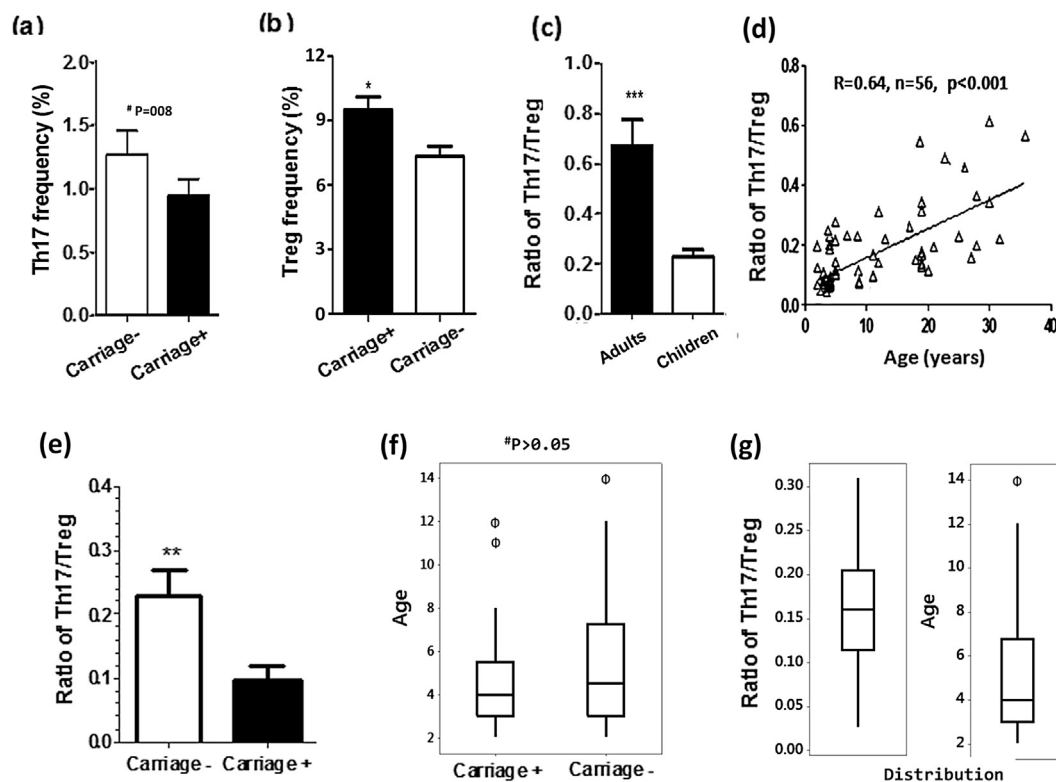 (a)
Th17 frequency (%)
2.0
1.5
1.0
0.5
0.0
# P=008
Carriage-
Carriage+
(b)
Treg frequency (%)
12
9
6
3
0
*
Carriage+
Carriage-
(c)
Ratio of Th17/Treg
1.0
0.8
0.6
0.4
0.2
0.0
***
Adults
Children
(d)
Ratio of Th17/Treg
0.8
0.6
0.4
0.2
0.0
R=0.64, n=56, p<0.001
0 10 20 30 40
Age (years)
(e)
Ratio of Th17/Treg
0.4
0.3
0.2
0.1
0.0
**
Carriage - Carriage +
(f)
#P>0.05
Age
14
12
10
8
6
4
2
Carriage + Carriage -
(g)
Ratio of Th17/Treg
0.30
0.25
0.20
0.15
0.10
0.05
0.00
Age
14
12
10
8
6
4
2
Distribution